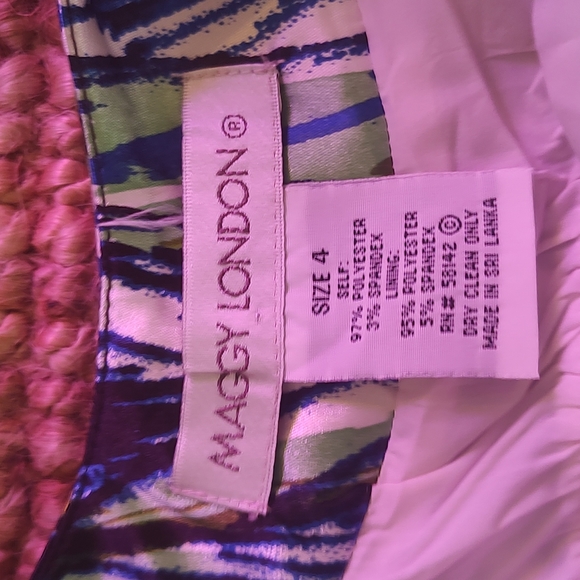 MAGGY LONDON ®
SIZE 4
SELF:
97% POLYESTER
3% SPANDEX
LINING:
95% POLYESTER
5% SPANDEX
RN# 56142 ©
DRY CLEAN ONLY
MADE IN SRI LANKA